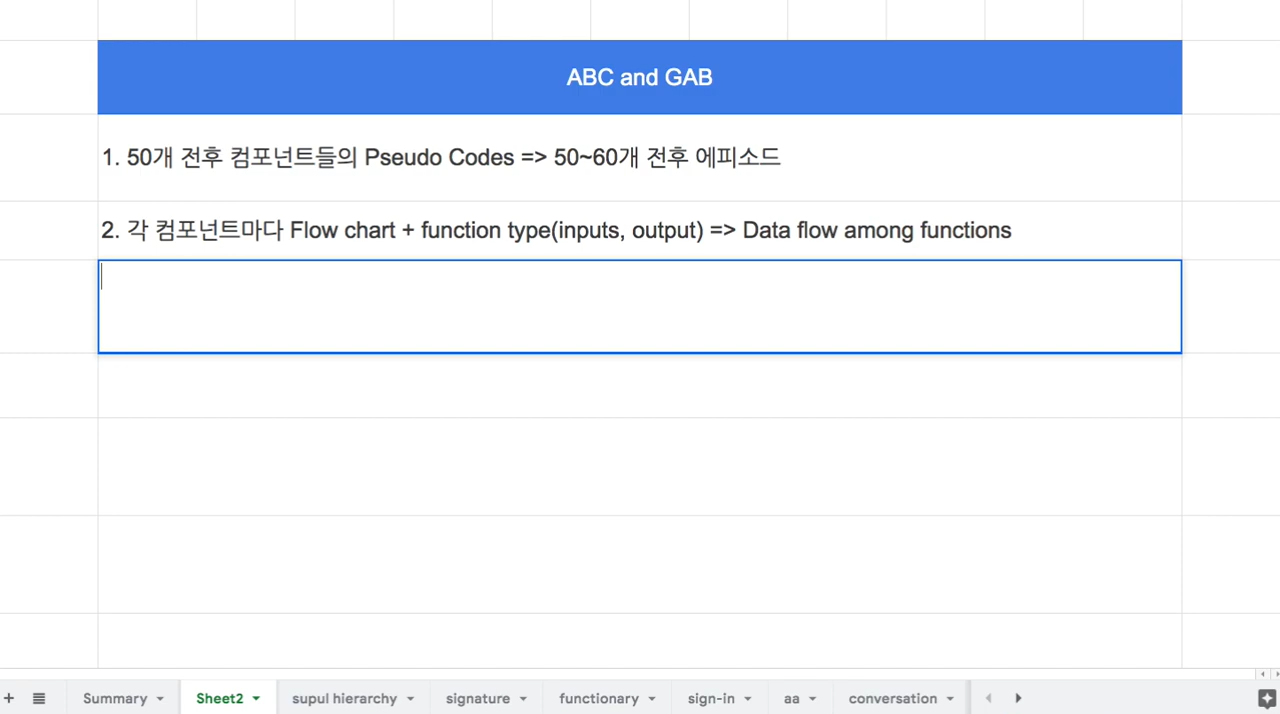 ABC and GAB
1. 50개 전후 컴포넌트들의 Pseudo Codes => 50~60개 전후 에피소드
2. 각 컴포넌트마다 Flow chart + function type(inputs, output) => Data flow among functions
Summary Sheet2 supul hierarchy signature functionary sign-in aa conversation